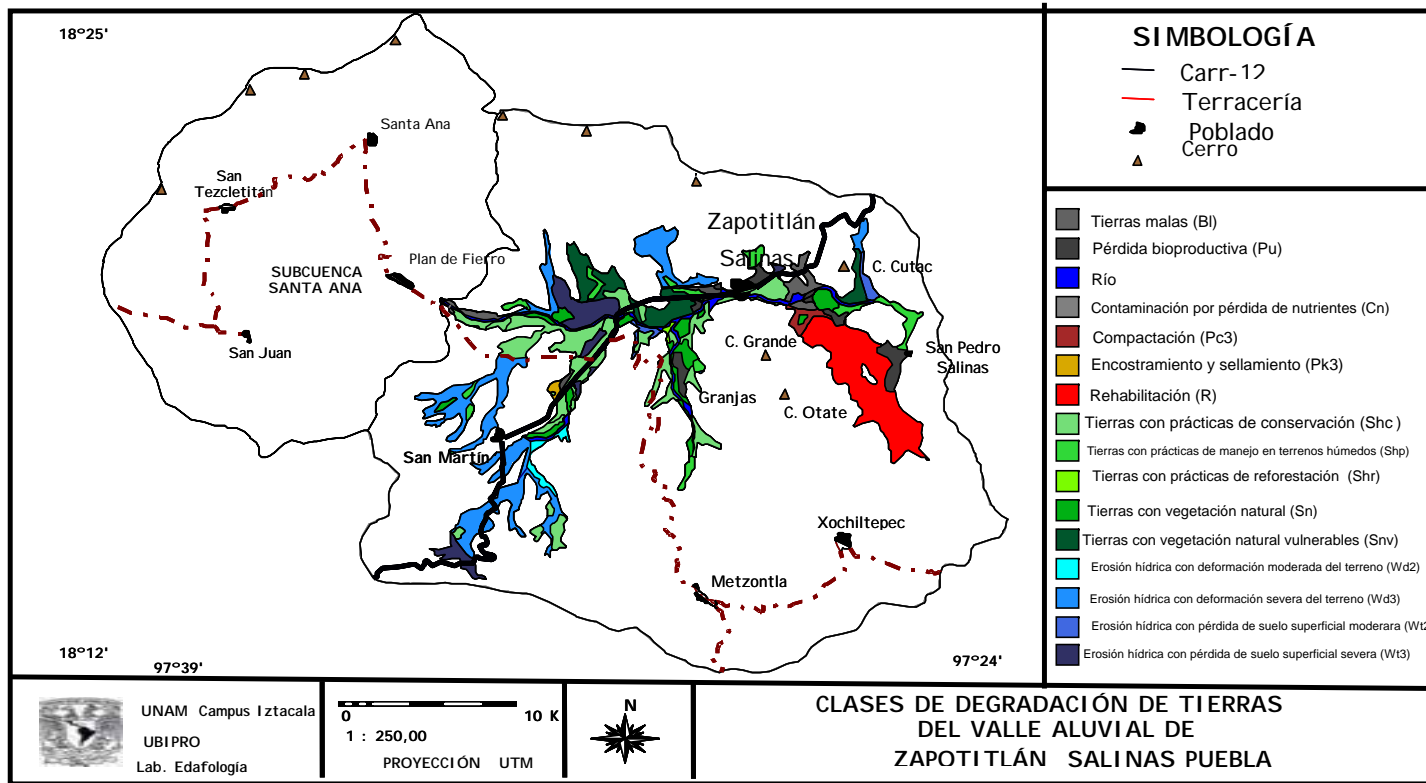 18°25'
Santa Ana
San
Tezcletitán
Zapotitlán
Salinas
C. Cutac
Plan de Fierro
SUBCUENCA
SANTA ANA
San Juan
C. Grande
San Pedro
Salinas
Granjas
C. Otate
San Martín
Xochiltepec
Metzontla
18°12'
97°39'
97°24'
SIMBOLOGÍA
Carr-12
Terracería
Poblado
Cerro
Tierras malas (Bl)
Pérdida bioproductiva (Pu)
Río
Contaminación por pérdida de nutrientes (Cn)
Compactación (Pc3)
Encostramiento y sellamiento (Pk3)
Rehabilitación (R)
Tierras con prácticas de conservación (Shc )
Tierras con prácticas de manejo en terrenos húmedos (Shp)
Tierras con prácticas de reforestación (Shr)
Tierras con vegetación natural (Sn)
Tierras con vegetación natural vulnerables (Snv)
Erosión hídrica con deformación moderada del terreno (Wd2)
Erosión hídrica con deformación severa del terreno (Wd3)
Erosión hídrica con pérdida de suelo superficial moderara (Wt2
Erosión hídrica con pérdida de suelo superficial severa (Wt3)
UNAM Campus Iztacala
UBIPRO
Lab. Edafología
0 10 K
1 : 250,00
PROYECCIÓN UTM
N
CLASES DE DEGRADACIÓN DE TIERRAS
DEL VALLE ALUVIAL DE
ZAPOTITLÁN SALINAS PUEBLA